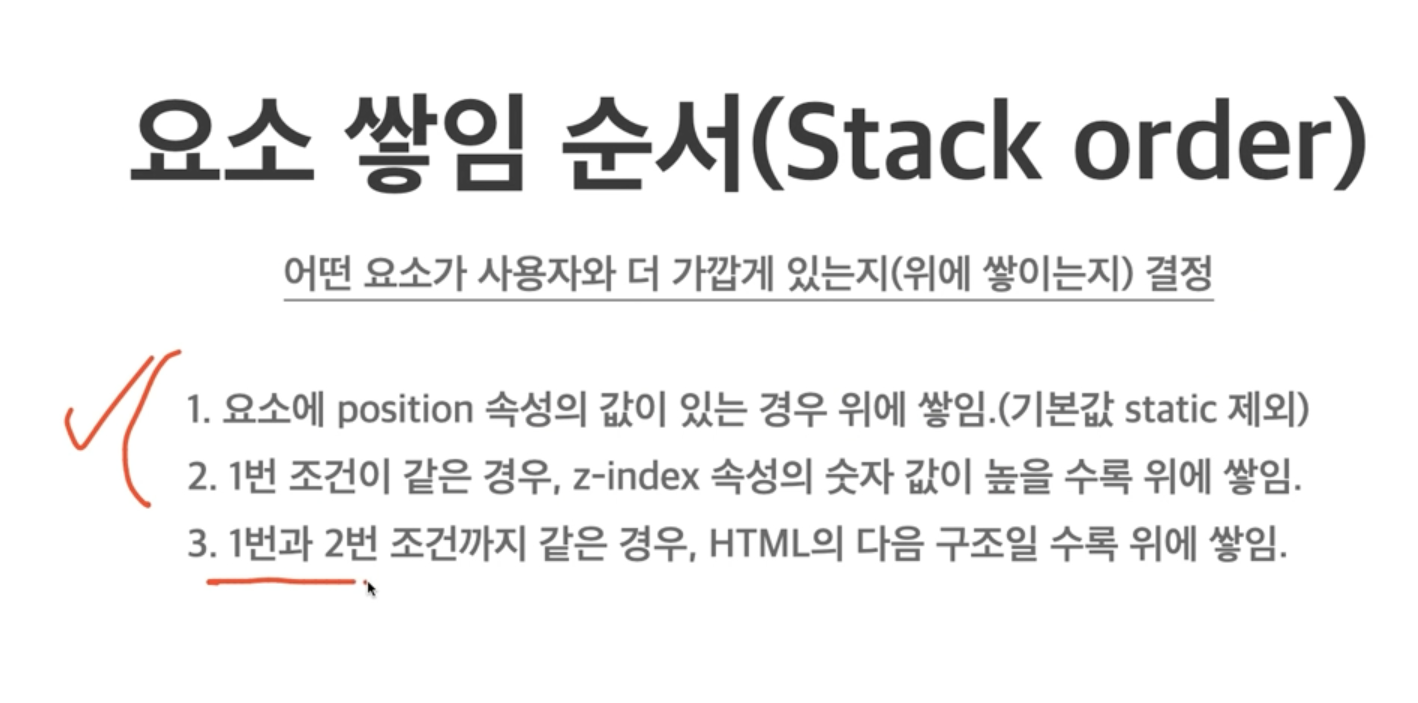 요소 쌓임 순서(Stack order)
어떤 요소가 사용자와 더 가깝게 있는지(위에 쌓이는지) 결정
1. 요소에 position 속성의 값이 있는 경우 위에 쌓임.(기본값 static 제외)
2. 1번 조건이 같은 경우, z-index 속성의 숫자 값이 높을 수록 위에 쌓임.
3. 1번과 2번 조건까지 같은 경우, HTML의 다음 구조일 수록 위에 쌓임.